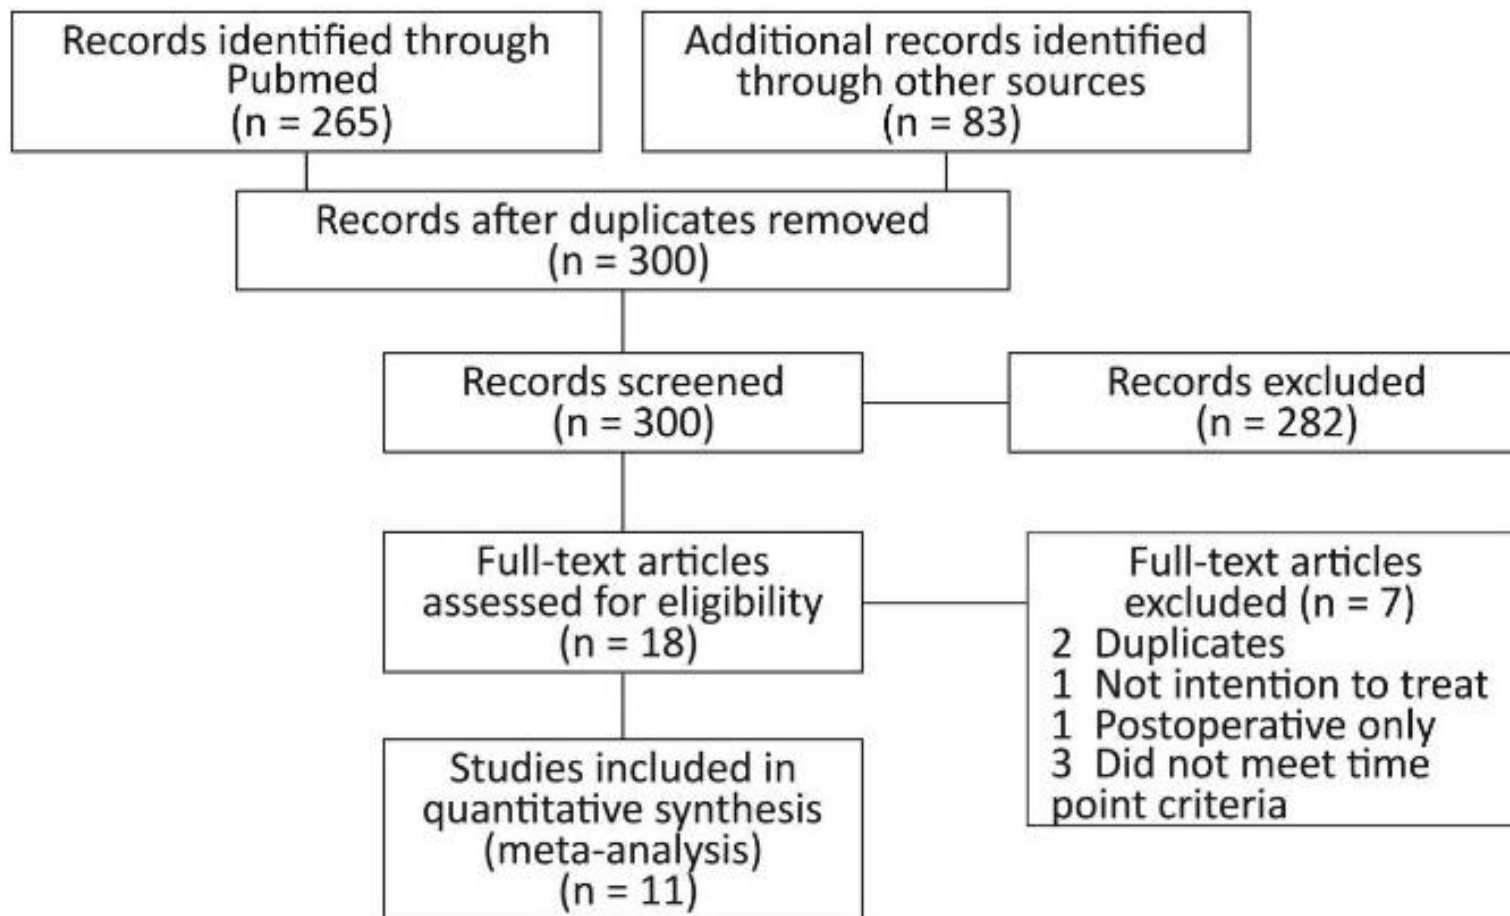 Records identified through
Pubmed
(n = 265)
Additional records identified
through other sources
(n = 83)
Records after duplicates removed
(n = 300)
Records screened
(n = 300)
Records excluded
(n = 282)
Full-text articles
assessed for eligibility
(n = 18)
Full-text articles
excluded (n = 7)
2 Duplicates
1 Not intention to treat
1 Postoperative only
3 Did not meet time
point criteria
Studies included in
quantitative synthesis
(meta-analysis)
(n = 11)